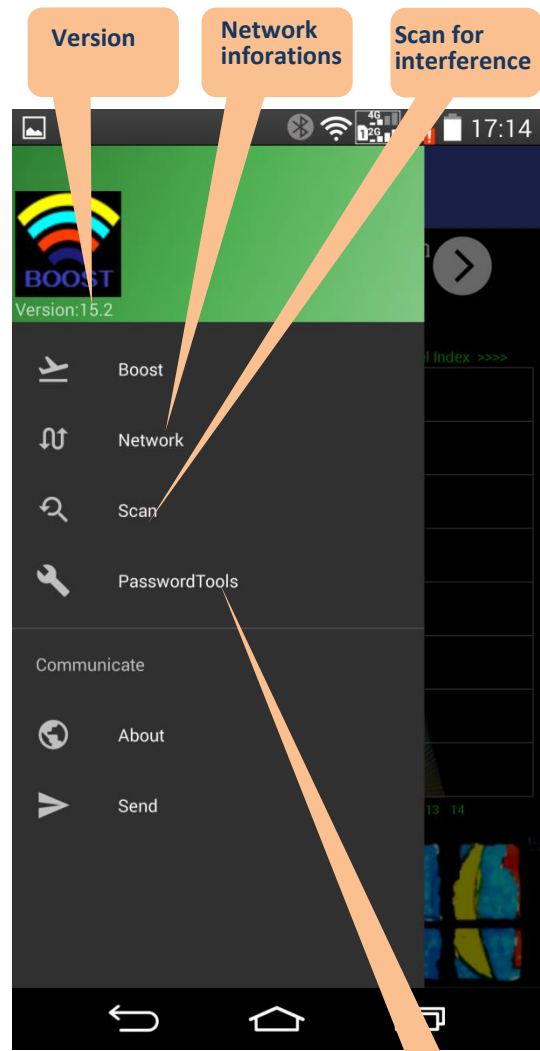 Version
Network
inforations
Scan for
interference
4G
1 2G
17:14
BOOST
Version:15.2
l Index >>>>
Boost
Network
Scan
PasswordTools
Communicate
About
Send
13 14